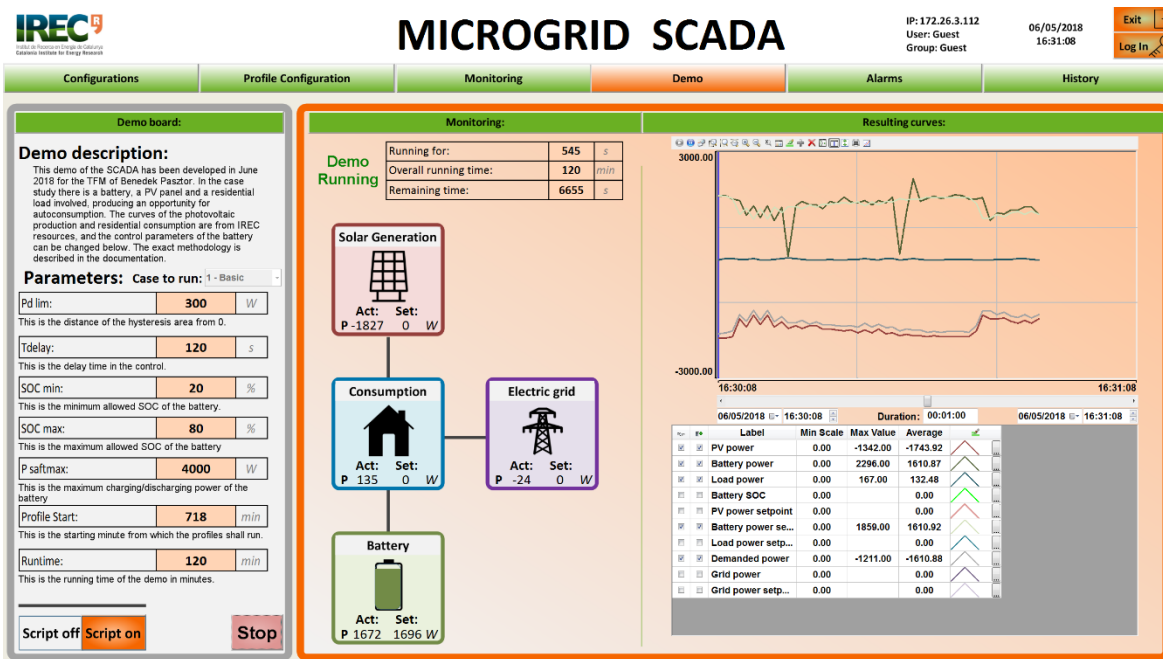 IREC
Institut de Recerca en Energia de Catalunya
Catalonia Institute for Energy Research
MICROGRID SCADA
IP: 172.26.3.112
User: Guest
Group: Guest
06/05/2018
16:31:08
Exit
Log In
Configurations
Profile Configuration
Monitoring
Demo
Alarms
History
Demo board:
Demo description:
This demo of the SCADA has been developed in June
2018 for the TFM of Benedek Pasztor. In the case
study there is a battery, a PV panel and a residential
load involved, producing an opportunity for
autoconsumption. The curves of the photovoltaic
production and residential consumption are from IREC
resources, and the control parameters of the battery
can be changed below. The exact methodology is
described in the documentation.
Parameters: Case to run: 1 - Basic
Pd lim: 300 W
This is the distance of the hysteresis area from 0.
Tdelay: 120 s
This is the delay time in the control.
SOC min: 20 %
This is the minimum allowed SOC of the battery.
SOC max: 80 %
This is the maximum allowed SOC of the battery
P saftmax: 4000 W
This is the maximum charging/discharging power of the
battery
Profile Start: 718 min
This is the starting minute from which the profiles shall run.
Runtime: 120 min
This is the running time of the demo in minutes.
Script off Script on Stop
Monitoring:
Demo
Running
Running for: 545 s
Overall running time: 120 min
Remaining time: 6655 s
Solar Generation
Act: Set:
P -1827 0 W
Consumption
Act: Set:
P 135 0 W
Electric grid
Act: Set:
P -24 0 W
Battery
Act: Set:
P 1672 1696 W
Resulting curves:
3000.00
-3000.00
16:30:08 16:31:08
06/05/2018 16:30:08 Duration: 00:01:00 06/05/2018 16:31:08
Label Min Scale Max Value Average
PV power 0.00 -1342.00 -1743.92
Battery power 0.00 2296.00 1610.87
Load power 0.00 167.00 132.48
Battery SOC 0.00 0.00
PV power setpoint 0.00 0.00
Battery power se... 0.00 1859.00 1610.92
Load power setp... 0.00 0.00
Demanded power 0.00 -1211.00 -1610.88
Grid power 0.00 0.00
Grid power setp... 0.00 0.00